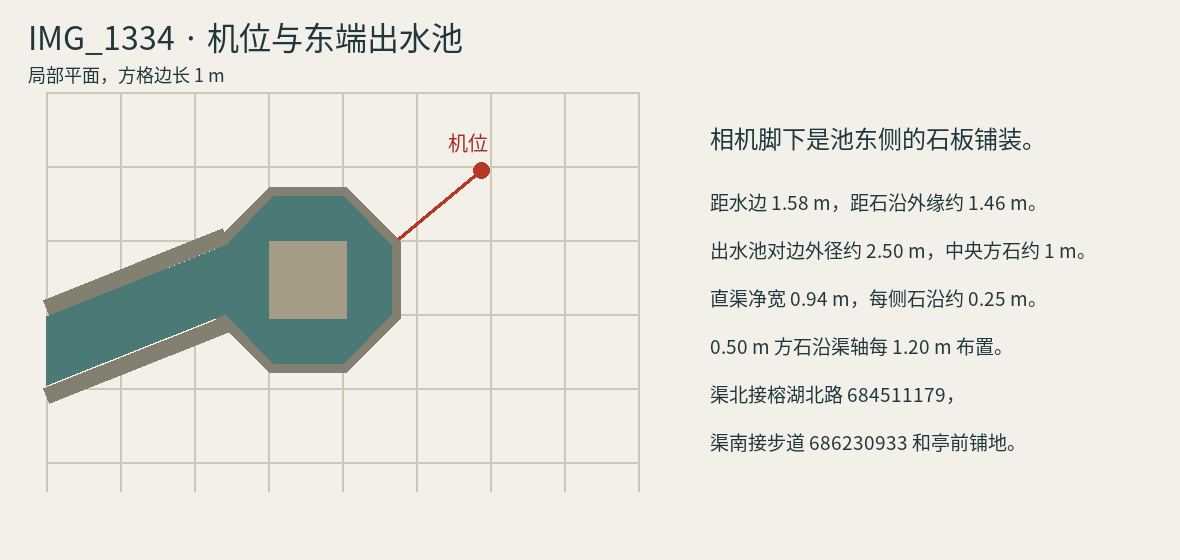 IMG_1334 · 机位与东端出水池
局部平面，方格边长 1 m
机位
相机脚下是池东侧的石板铺装。
距水边 1.58 m，距石沿外缘约 1.46 m。
出水池对边外径约 2.50 m，中央方石约 1 m。
直渠净宽 0.94 m，每侧石沿约 0.25 m。
0.50 m 方石沿渠轴每 1.20 m 布置。
渠北接榕湖北路 684511179，
渠南接步道 686230933 和亭前铺地。